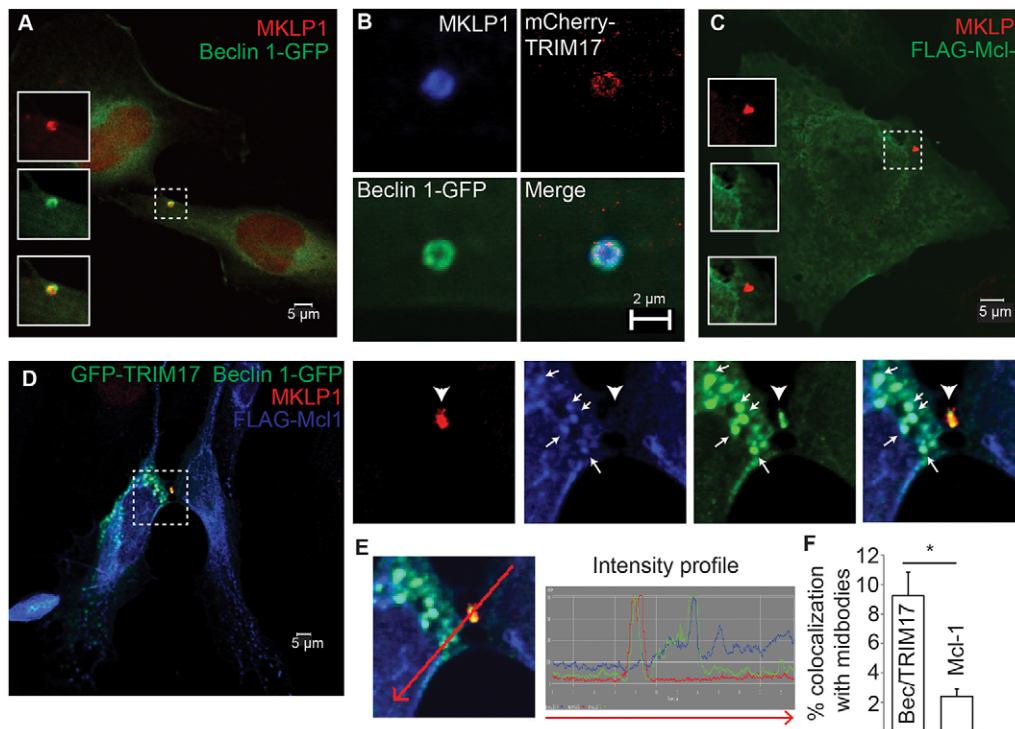 A
MKLP1
Beclin 1-GFP
5 µm
B
MKLP1
mCherry-
TRIM17
Beclin 1-GFP
Merge
2 µm
C
MKLP
FLAG-Mcl-
5 µm
D
GFP-TRIM17 Beclin 1-GFP
MKLP1
FLAG-Mcl1
5 µm
E
Intensity profile
F
% colocalization
with midbodies
12
10
8
6
4
2
*
Bec/TRIM17
Mcl-1